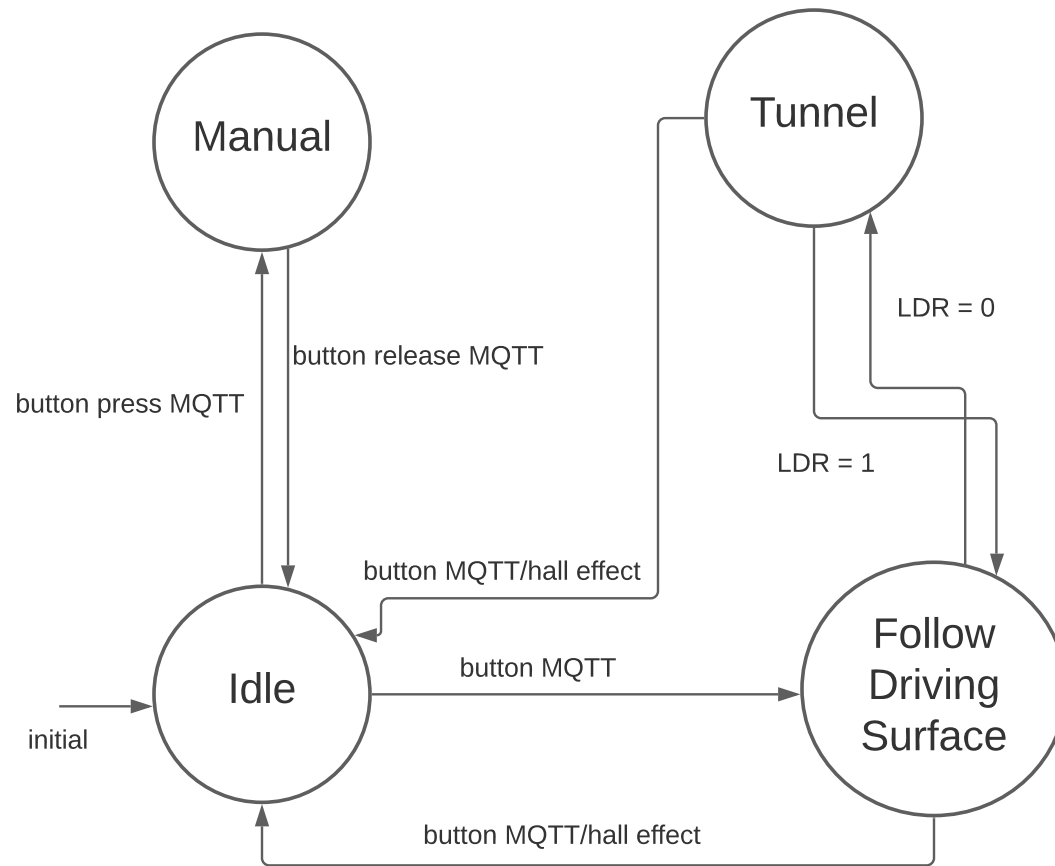 Manual
Tunnel
LDR = 0
button release MQTT
button press MQTT
LDR = 1
button MQTT/hall effect
Follow
Driving
Surface
button MQTT
Idle
initial
button MQTT/hall effect